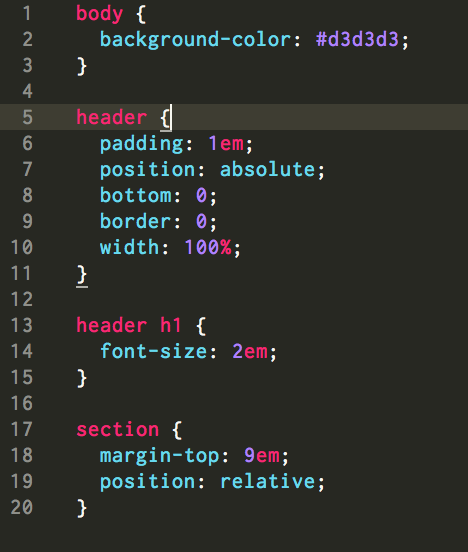 1 body {
2 background-color: #d3d3d3;
3 }
4
5 header {
6 padding: 1em;
7 position: absolute;
8 bottom: 0;
9 border: 0;
10 width: 100%;
11 }
12
13 header h1 {
14 font-size: 2em;
15 }
16
17 section {
18 margin-top: 9em;
19 position: relative;
20 }